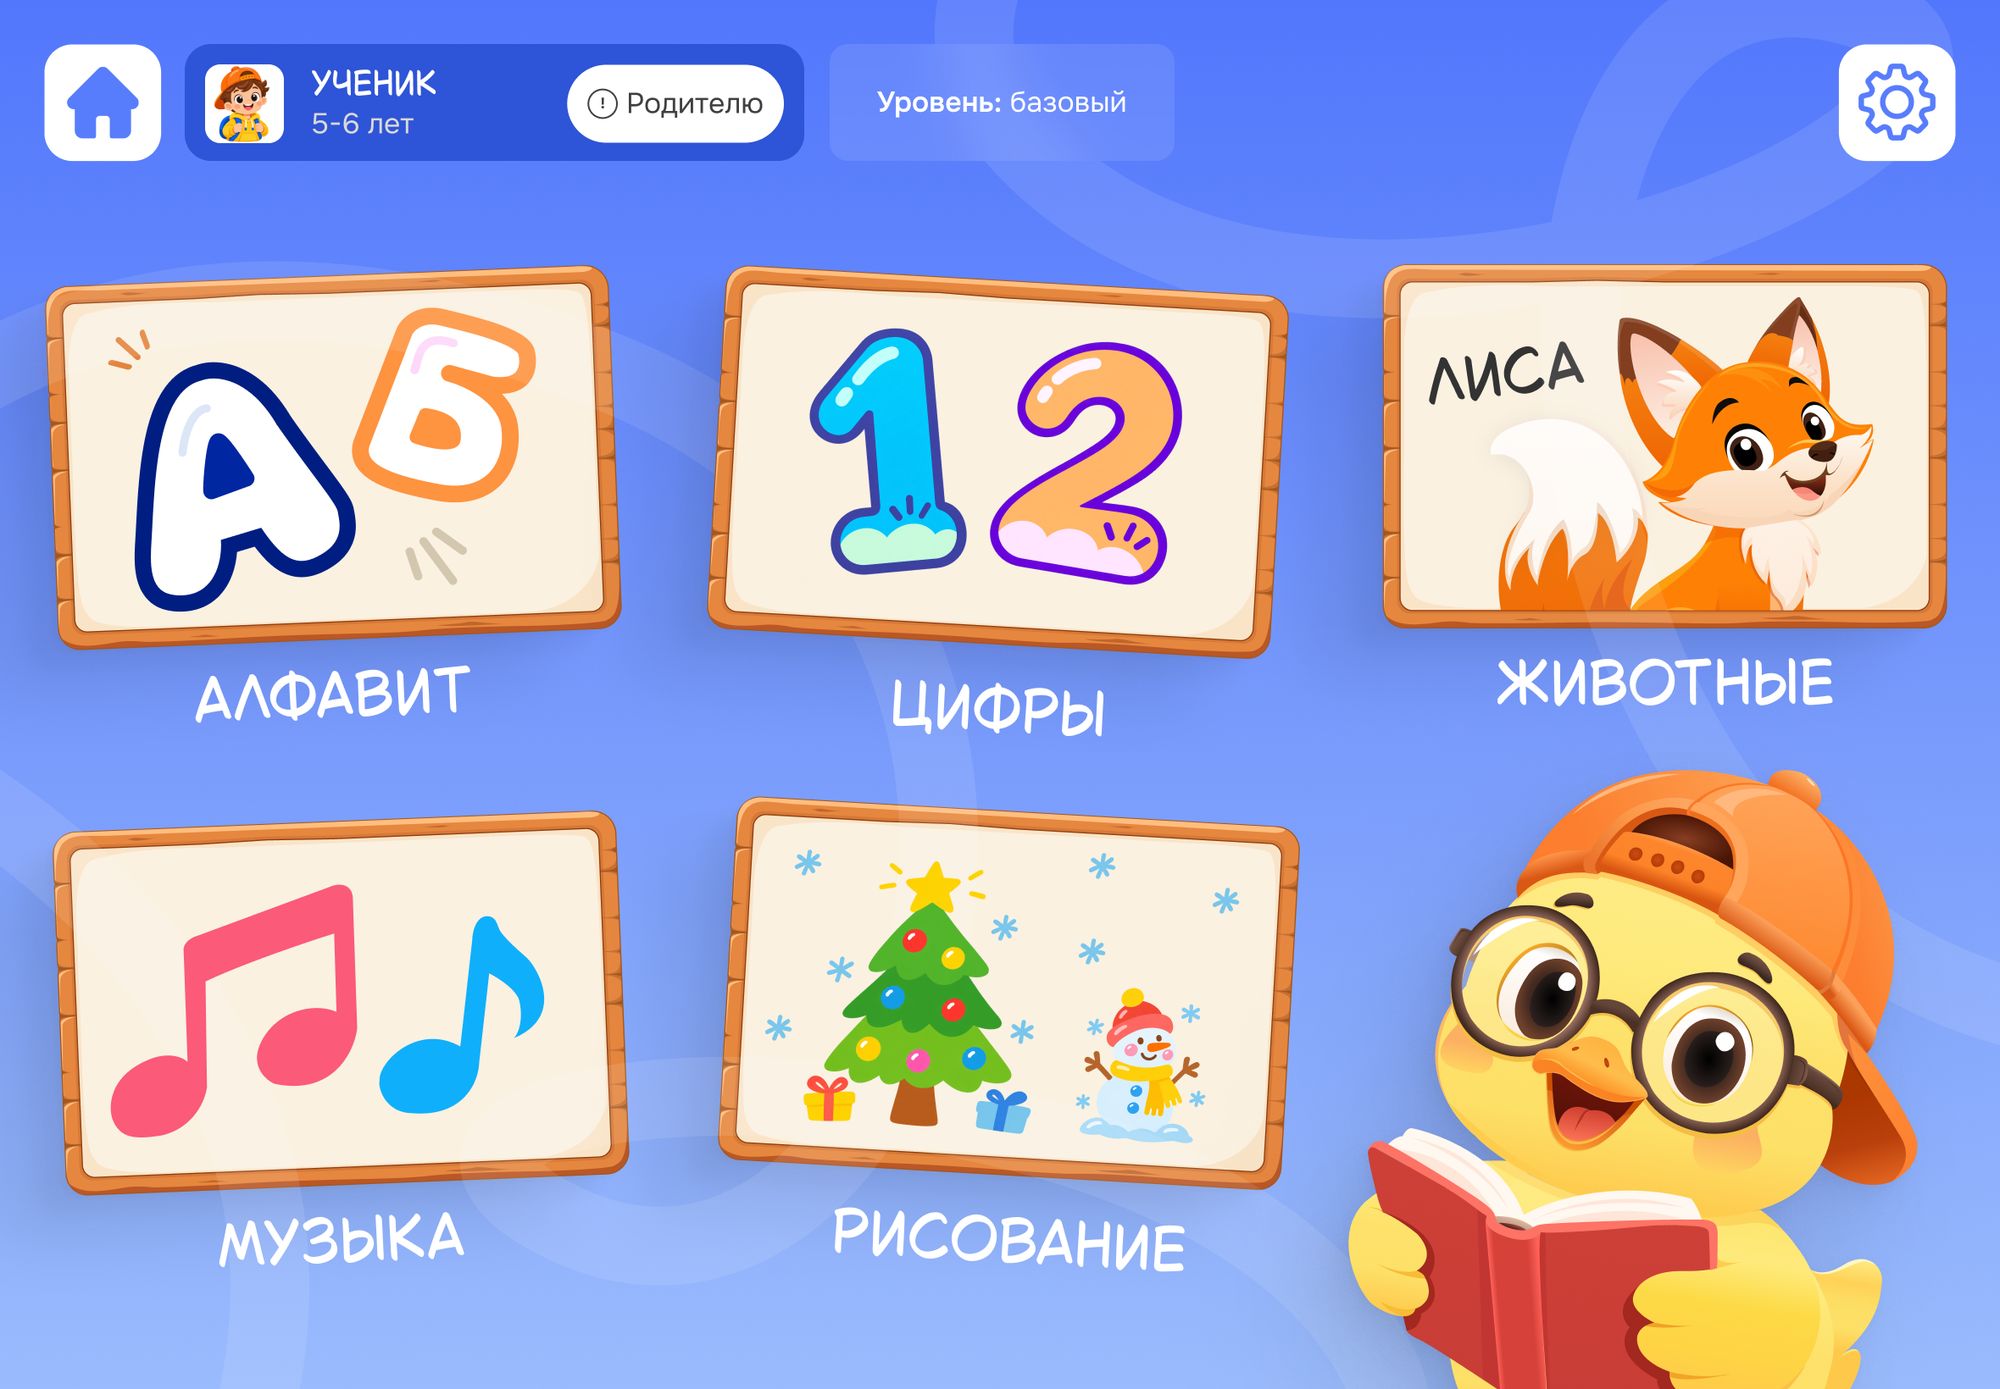 УЧЕНИК
5-6 лет
! Родителю
Уровень: базовый
А Б
1 2
ЛИСА
АЛФАВИТ
ЦИФРЫ
ЖИВОТНЫЕ
МУЗЫКА
РИСОВАНИЕ